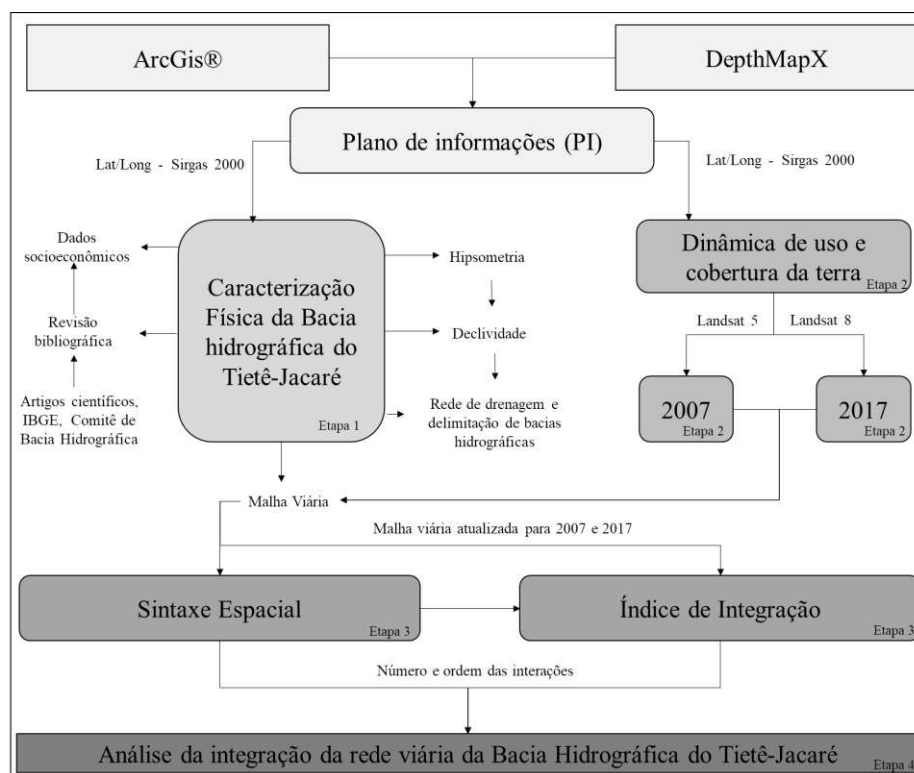 ArcGis®
DepthMapX
Plano de informações (PI)
Lat/Long - Sirgas 2000
Lat/Long - Sirgas 2000
Dados
socioeconômicos
Revisão
bibliográfica
Artigos científicos,
IBGE, Comitê de
Bacia Hidrográfica
Caracterização
Física da Bacia
hidrográfica do
Tietê-Jacaré
Etapa 1
Hipsometria
Declividade
Rede de drenagem e
delimitação de bacias
hidrográficas
Dinâmica de uso e
cobertura da terra
Etapa 2
Landsat 5
Landsat 8
2007
Etapa 2
2017
Etapa 2
Malha Viária
Malha viária atualizada para 2007 e 2017
Sintaxe Espacial
Etapa 3
Índice de Integração
Etapa 3
Número e ordem das interações
Análise da integração da rede viária da Bacia Hidrográfica do Tietê-Jacaré
Etapa 4